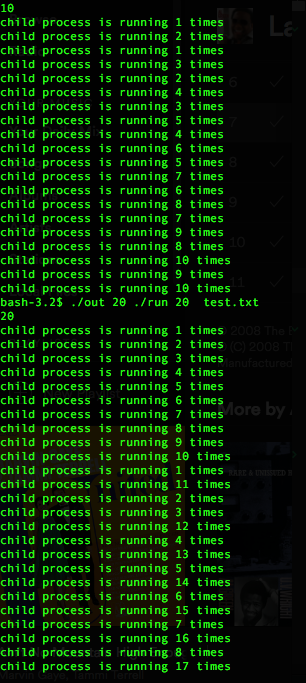 10
child process is running 1 times
child process is running 2 times
child process is running 1 times
child process is running 3 times
child process is running 2 times
child process is running 4 times
child process is running 3 times
child process is running 5 times
child process is running 4 times
child process is running 6 times
child process is running 5 times
child process is running 7 times
child process is running 6 times
child process is running 8 times
child process is running 7 times
child process is running 9 times
child process is running 8 times
child process is running 10 times
child process is running 9 times
child process is running 10 times
bash-3.2$ ./out 20 ./run 20  test.txt
20
child process is running 1 times
child process is running 2 times
child process is running 3 times
child process is running 4 times
child process is running 5 times
child process is running 6 times
child process is running 7 times
child process is running 8 times
child process is running 9 times
child process is running 10 times
child process is running 1 times
child process is running 11 times
child process is running 2 times
child process is running 3 times
child process is running 12 times
child process is running 4 times
child process is running 13 times
child process is running 5 times
child process is running 14 times
child process is running 6 times
child process is running 15 times
child process is running 7 times
child process is running 16 times
child process is running 8 times
child process is running 17 times
La
6
7
8
9
10
11
2008 The
(C) 2008 T
Manufactured
More by